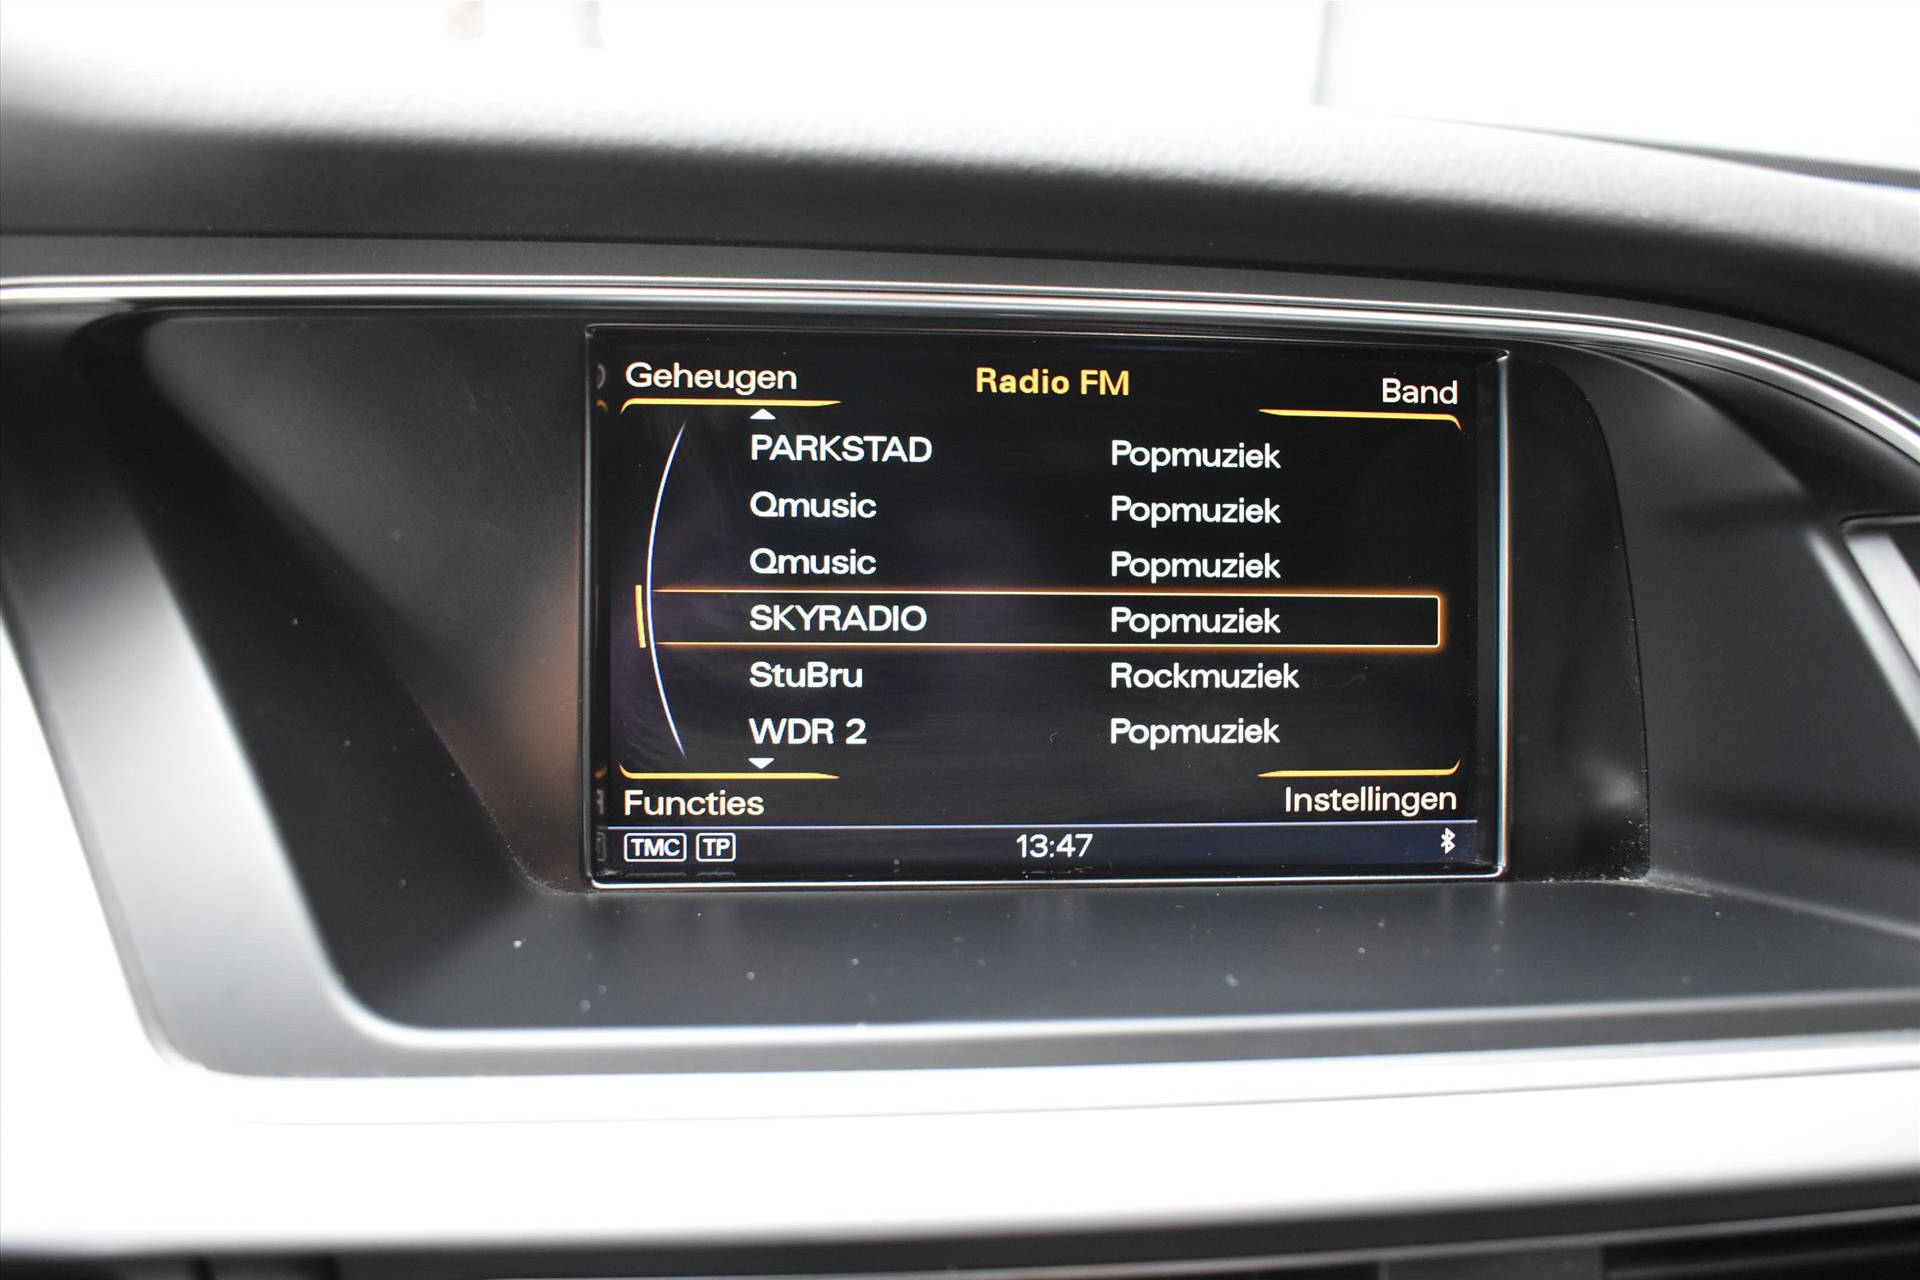 Geheugen Radio FM Band
PARKSTAD Popmuziek
Qmusic Popmuziek
Qmusic Popmuziek
SKYRADIO Popmuziek
StuBru Rockmuziek
WDR 2 Popmuziek
Functies Instellingen
TMC TP 13:47